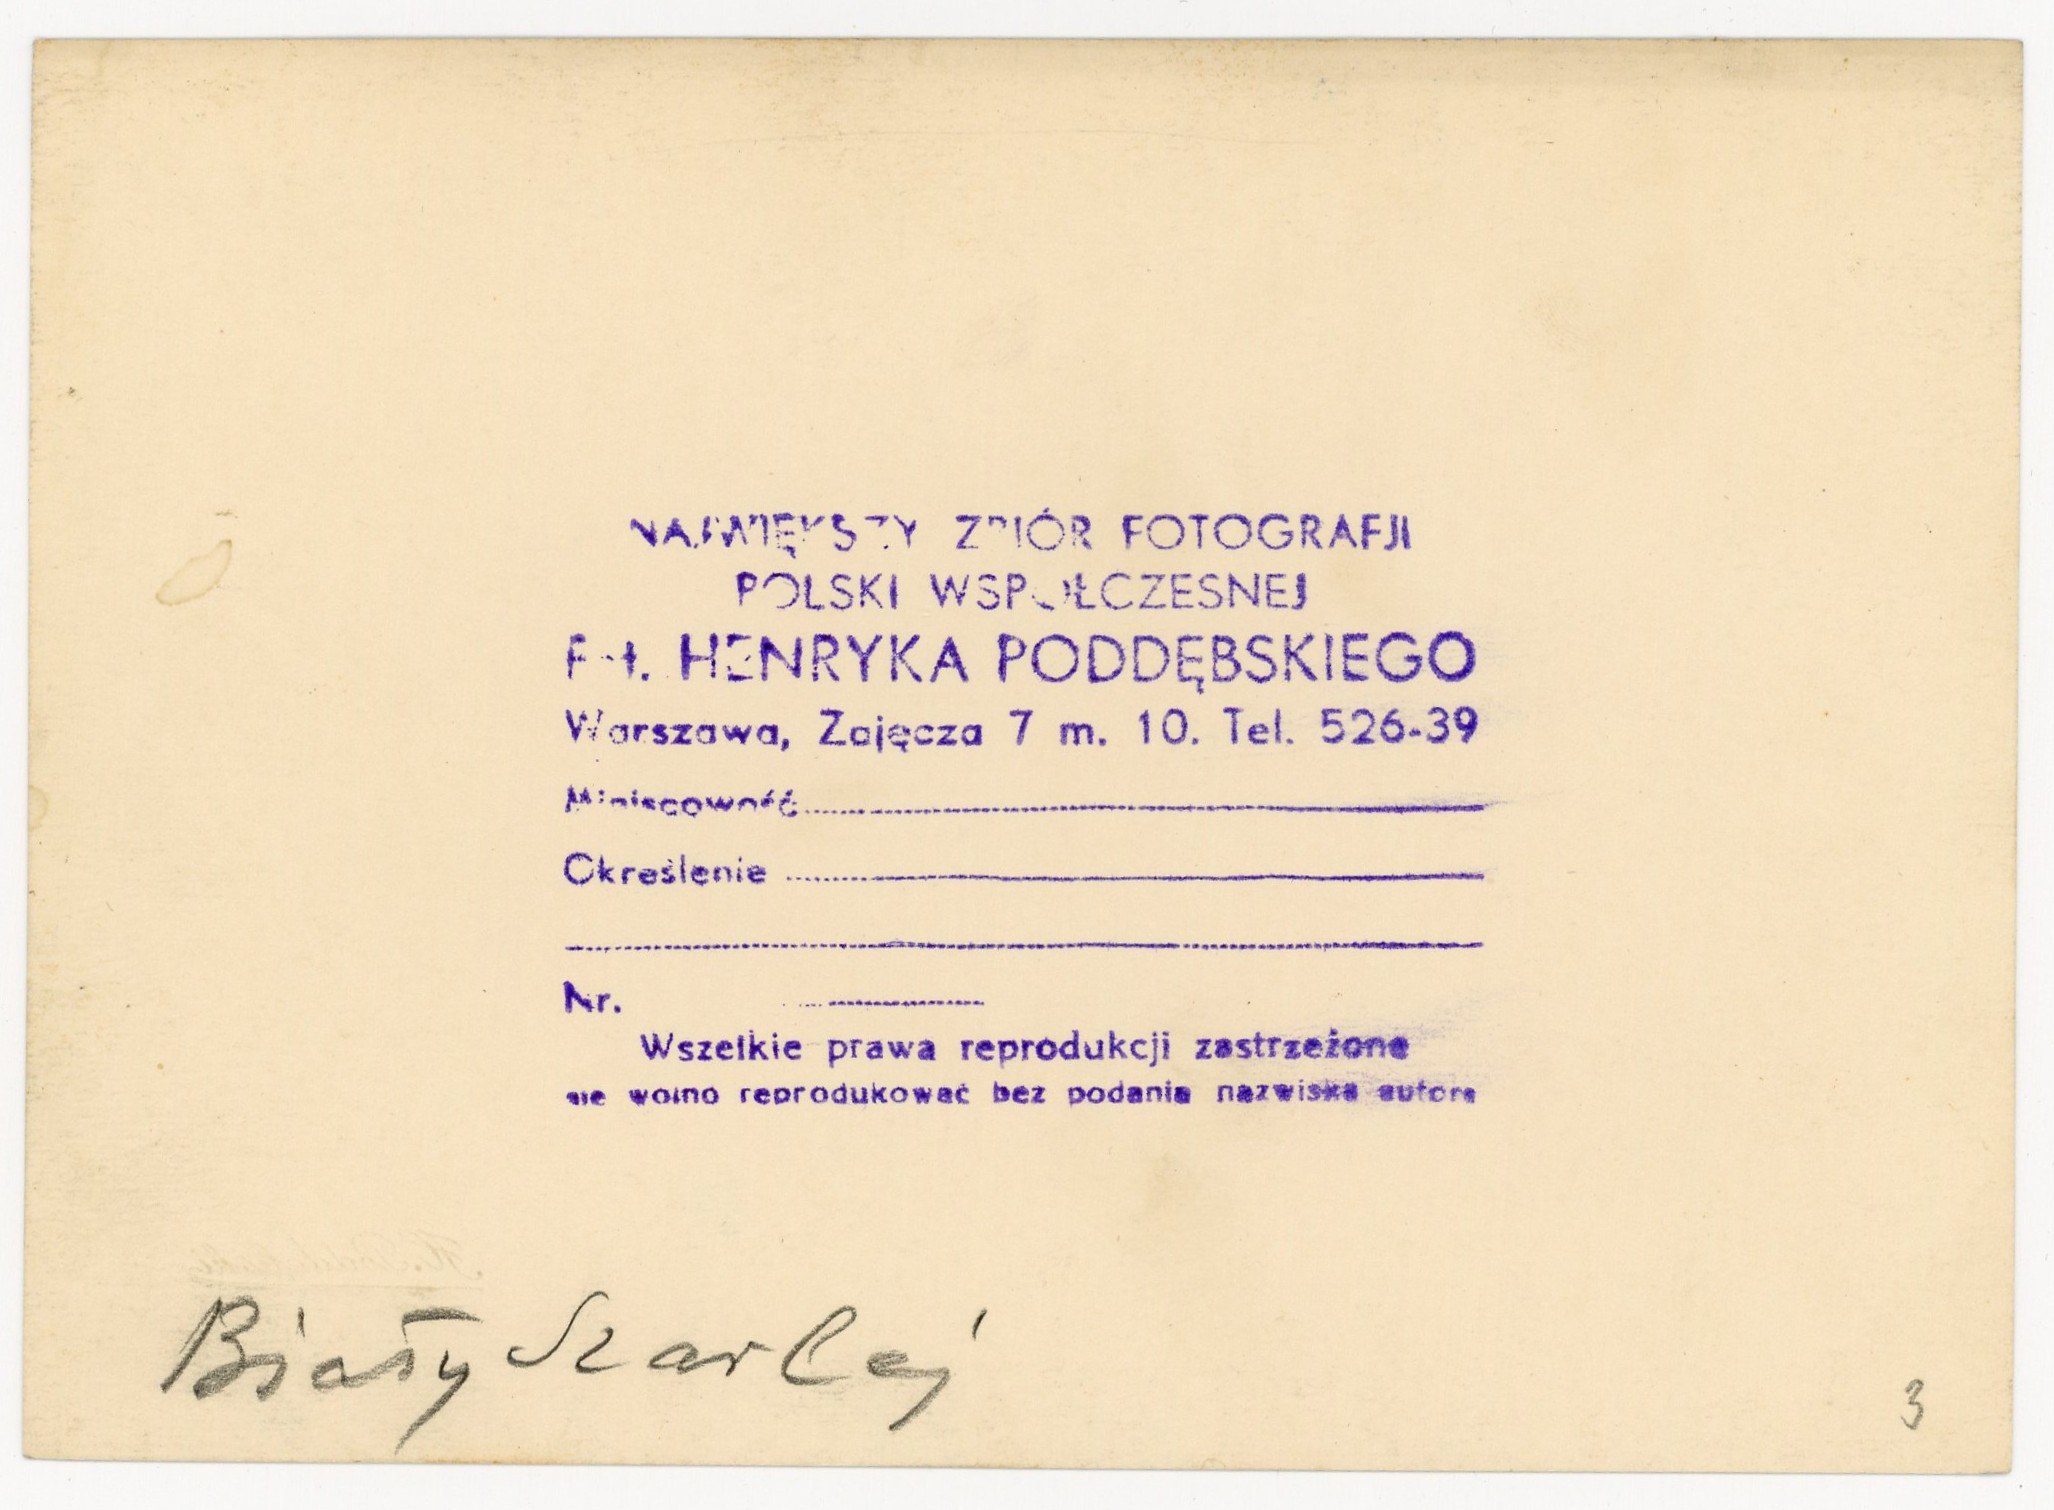 NAJWIĘKSZY ZBIÓR FOTOGRAFJI
POLSKI WSPÓŁCZESNEJ
Fot. HENRYKA PODDĘBSKIEGO
Warszawa, Zajęcza 7 m. 10. Tel. 526-39
Miejscowość
Określenie
Nr.
Wszelkie prawa reprodukcji zastrzeżone
nie wolno reprodukować bez podania nazwiska autora
Biały Szarlej
3